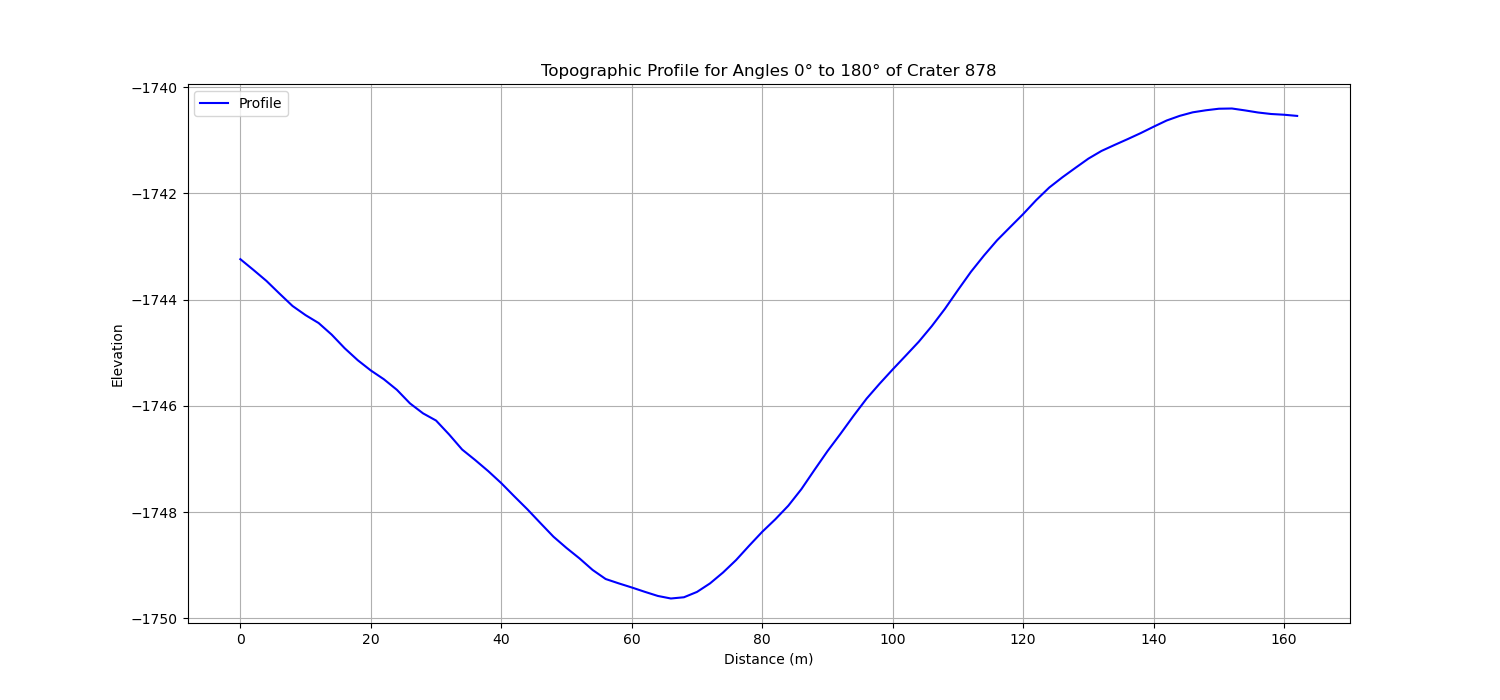 Topographic Profile for Angles 0° to 180° of Crater 878
Profile
Elevation
−1740
−1742
−1744
−1746
−1748
−1750
0 20 40 60 80 100 120 140 160
Distance (m)